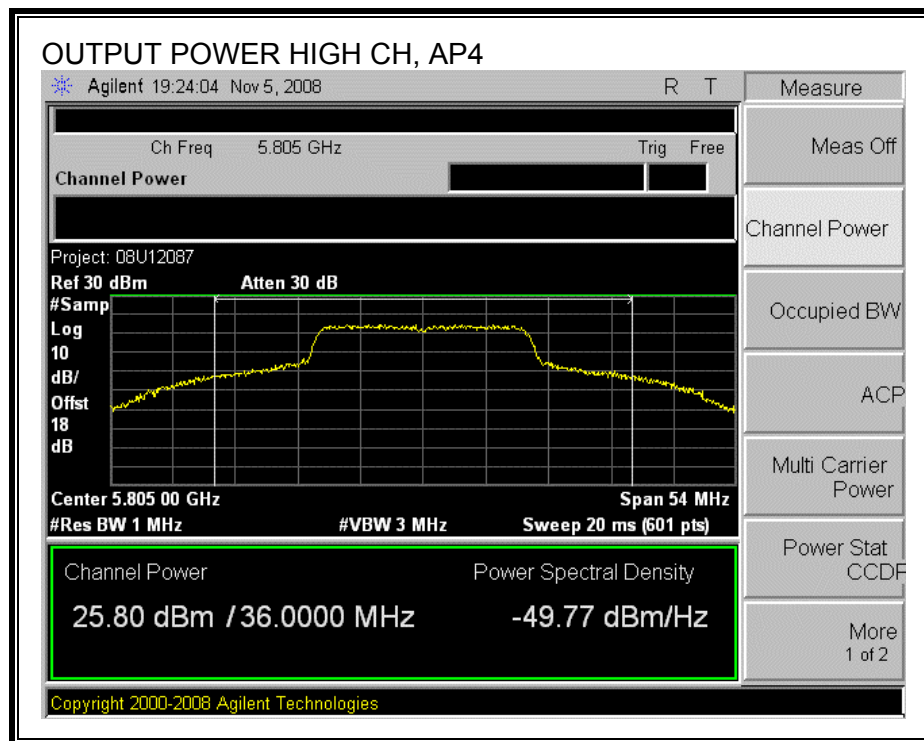 OUTPUT POWER HIGH CH, AP4
Agilent 19:24:04 Nov 5, 2008 R T
Measure
Ch Freq 5.805 GHz Trig Free
Channel Power
Project: 08U12087
Ref 30 dBm Atten 30 dB
#Samp
Log
10
dB/
Offst
18
dB
Center 5.805 00 GHz Span 54 MHz
#Res BW 1 MHz #VBW 3 MHz Sweep 20 ms (601 pts)
Channel Power Power Spectral Density
25.80 dBm / 36.0000 MHz -49.77 dBm/Hz
Copyright 2000-2008 Agilent Technologies
Meas Off
Channel Power
Occupied BW
ACP
Multi Carrier
Power
Power Stat
CCDF
More
1 of 2